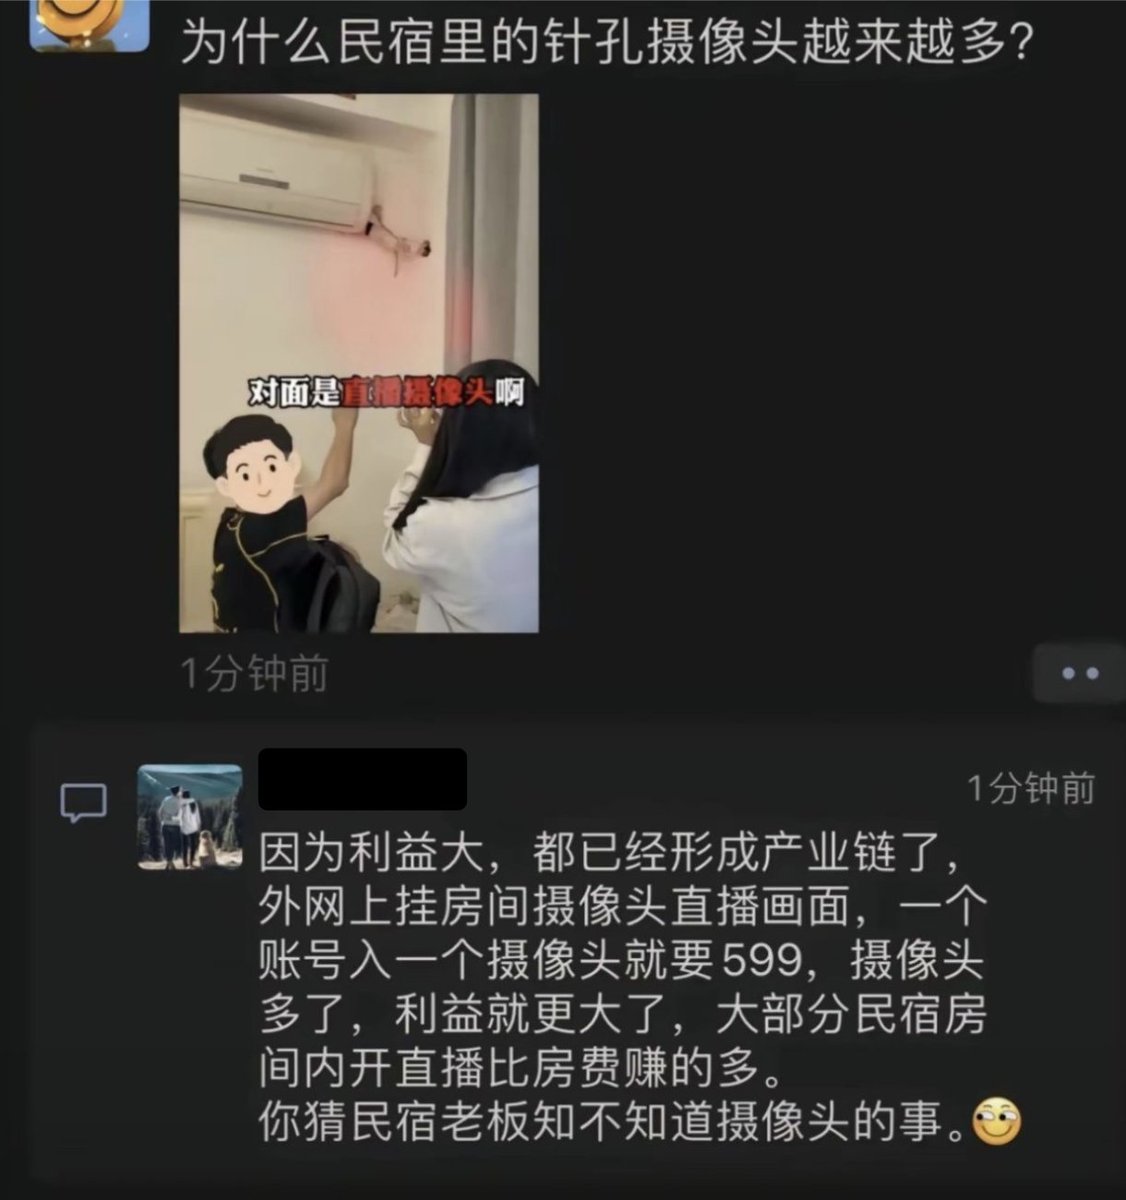 为什么民宿里的针孔摄像头越来越多？
对面是直播摄像头啊
1分钟前
1分钟前
因为利益大，都已经形成产业链了，
外网上挂房间摄像头直播画面，一个
账号入一个摄像头就要599，摄像头
多了，利益就更大了，大部分民宿房
间内开直播比房费赚的多。
你猜民宿老板知不知道摄像头的事。